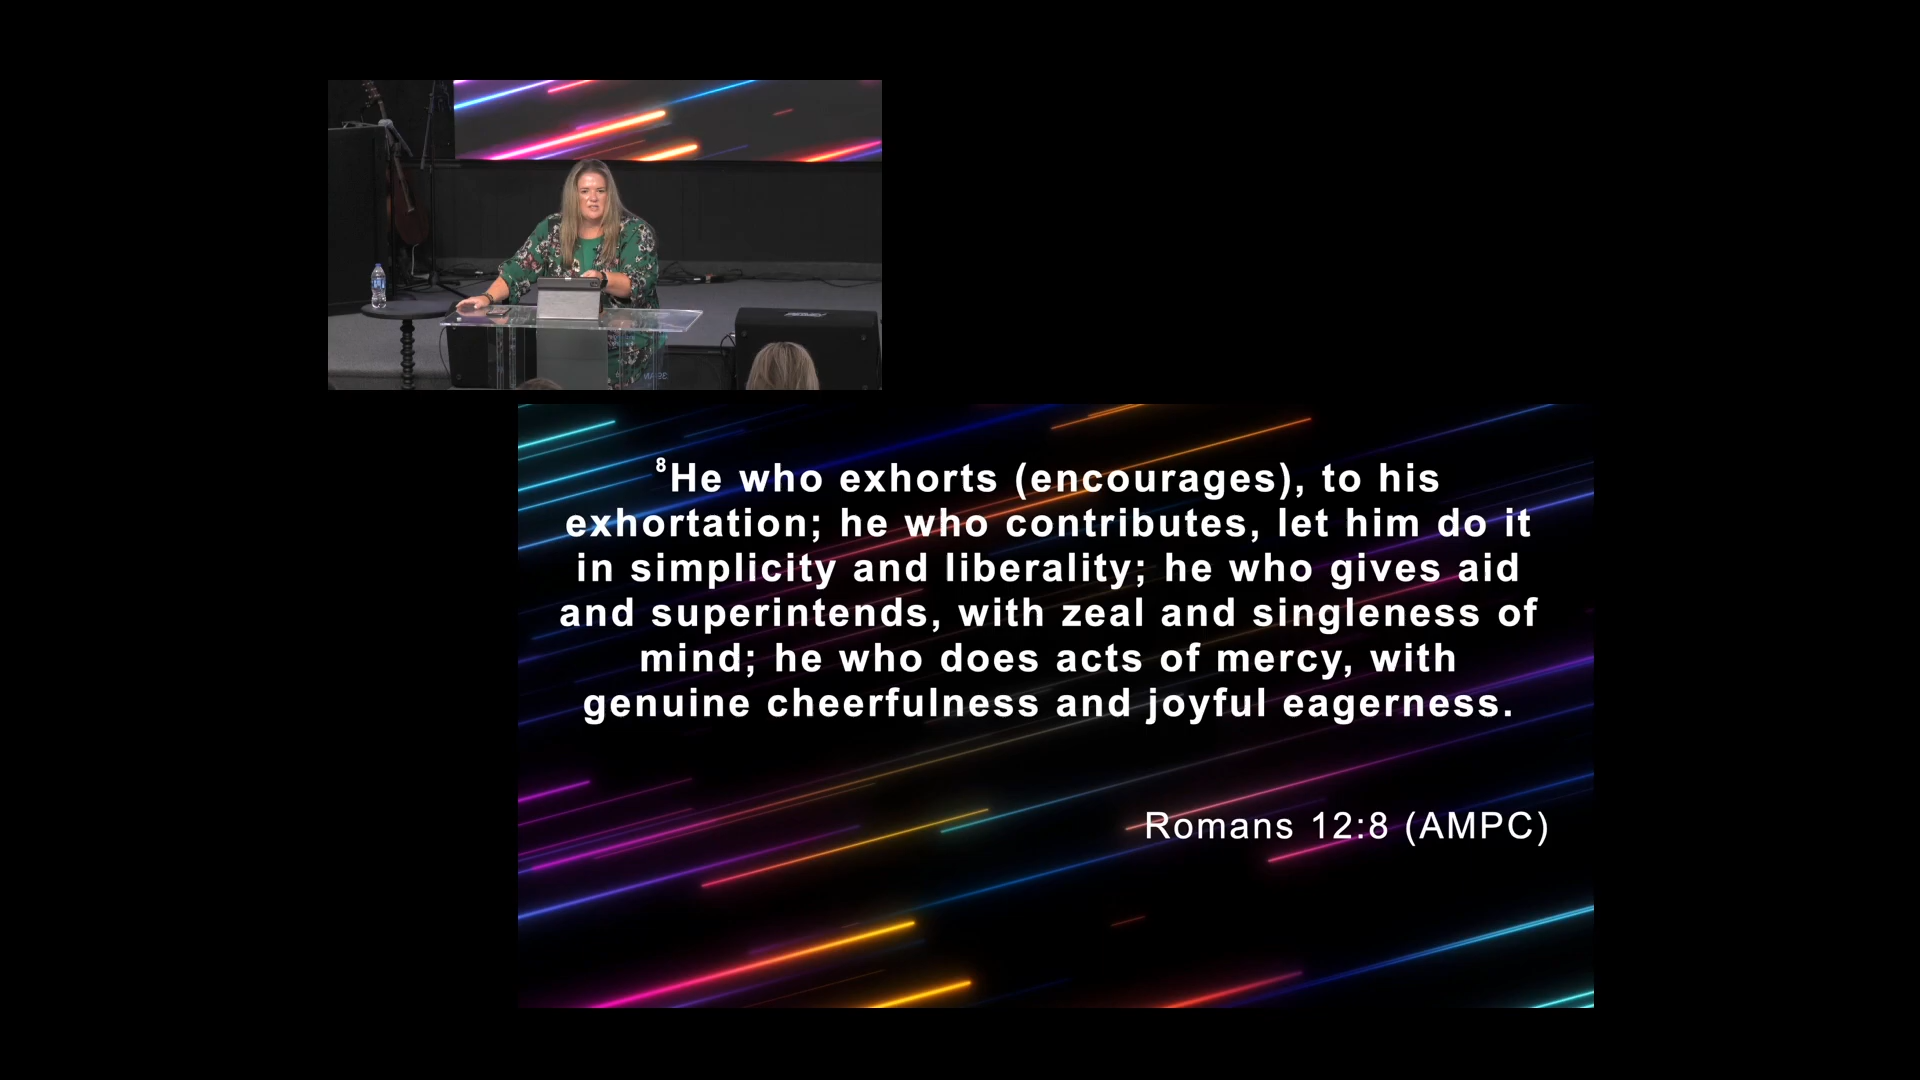 ⁸He who exhorts (encourages), to his
exhortation; he who contributes, let him do it
in simplicity and liberality; he who gives aid
and superintends, with zeal and singleness of
mind; he who does acts of mercy, with
genuine cheerfulness and joyful eagerness.
Romans 12:8 (AMPC)